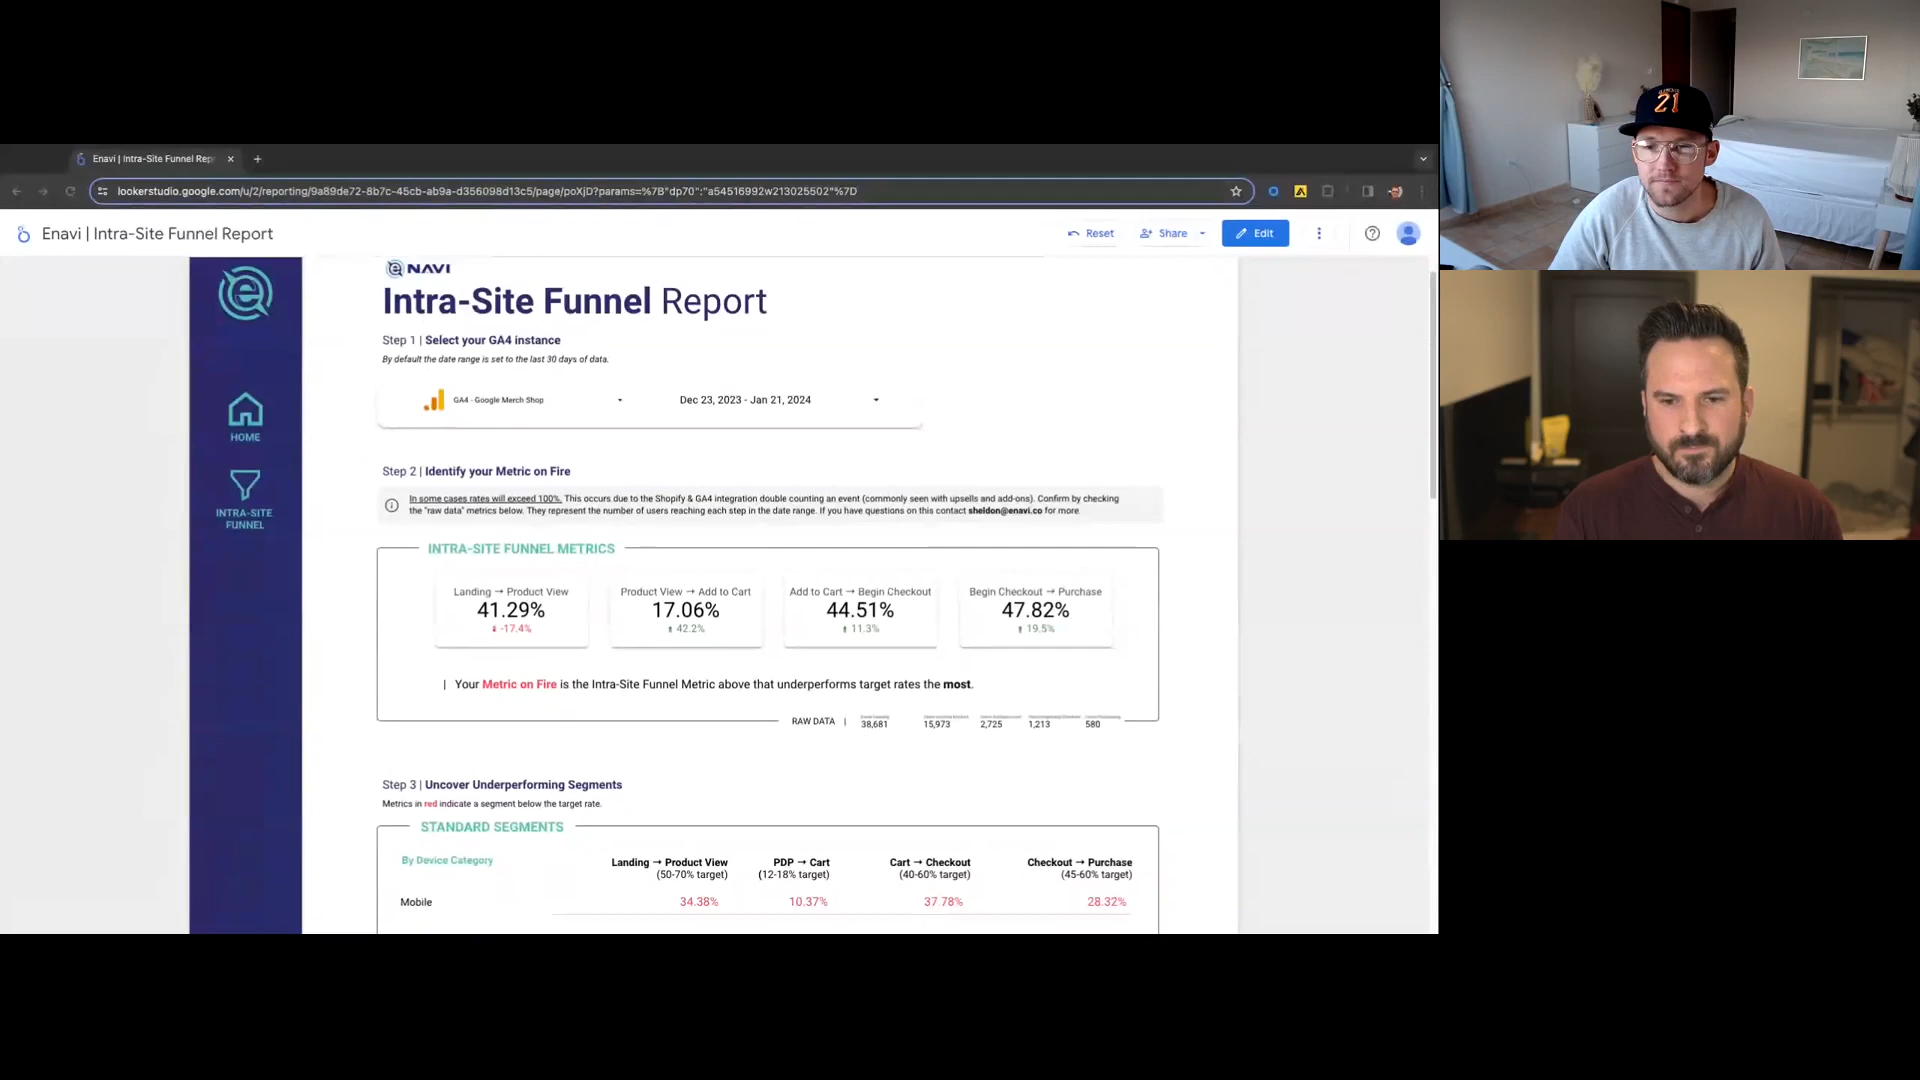 Enavi | Intra-Site Funnel Rep
lookerstudio.google.com/u/2/reporting/9a89de72-8b7c-45cb-ab9a-d356098d13c5/page/poXjD?params=%7B"dp70":"a54516992w213025502"%7D
Enavi | Intra-Site Funnel Report
Reset
Share
Edit
NAVI
Intra-Site Funnel Report
Step 1 | Select your GA4 instance
By default the date range is set to the last 30 days of data.
GA4 - Google Merch Shop
Dec 23, 2023 - Jan 21, 2024
HOME
INTRA-SITE
FUNNEL
Step 2 | Identify your Metric on Fire
In some cases rates will exceed 100%. This occurs due to the Shopify & GA4 integration double counting an event (commonly seen with upsells and add-ons). Confirm by checking
the "raw data" metrics below. They represent the number of users reaching each step in the date range. If you have questions on this contact sheldon@enavi.co for more
INTRA-SITE FUNNEL METRICS
Landing → Product View
41.29%
-17.4%
Product View → Add to Cart
17.06%
42.2%
Add to Cart → Begin Checkout
44.51%
11.3%
Begin Checkout → Purchase
47.82%
19.5%
| Your Metric on Fire is the Intra-Site Funnel Metric above that underperforms target rates the most.
RAW DATA | 38,681 15,973 2,725 1,213 580
Step 3 | Uncover Underperforming Segments
Metrics in red indicate a segment below the target rate.
STANDARD SEGMENTS
By Device Category
Landing → Product View
(50-70% target)
PDP → Cart
(12-18% target)
Cart → Checkout
(40-60% target)
Checkout → Purchase
(45-60% target)
Mobile 34.38% 10.37% 37.78% 28.32%
21